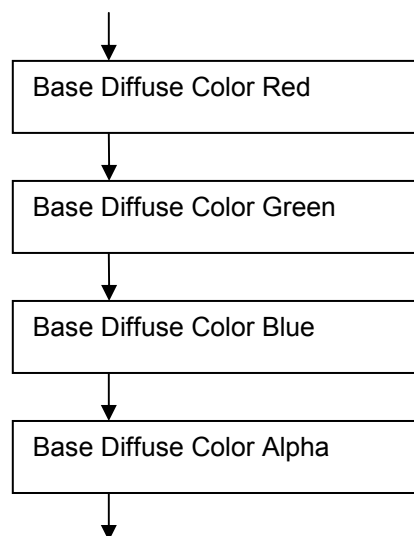 Base Diffuse Color Red
Base Diffuse Color Green
Base Diffuse Color Blue
Base Diffuse Color Alpha